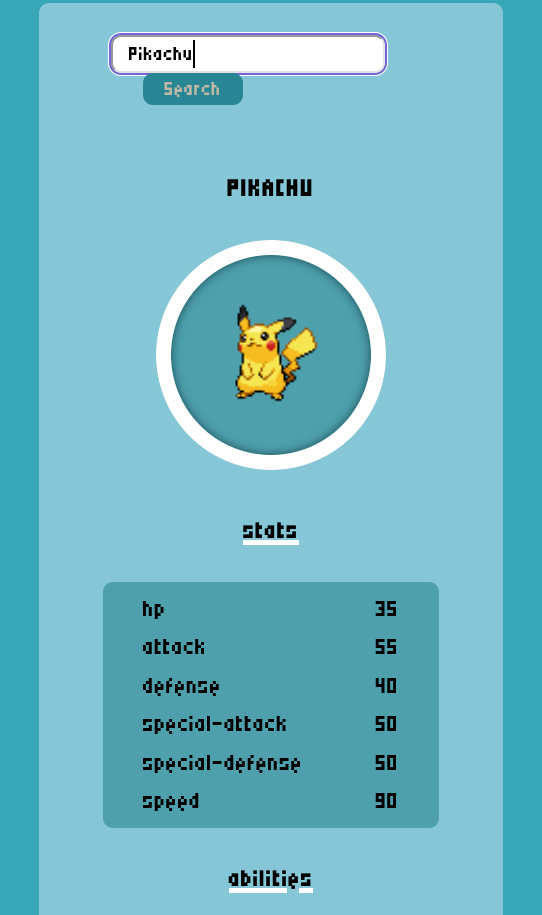 Pikachu
Search
PIKACHU
stats
hp 35
attack 55
defense 40
special-attack 50
special-defense 50
speed 90
abilities